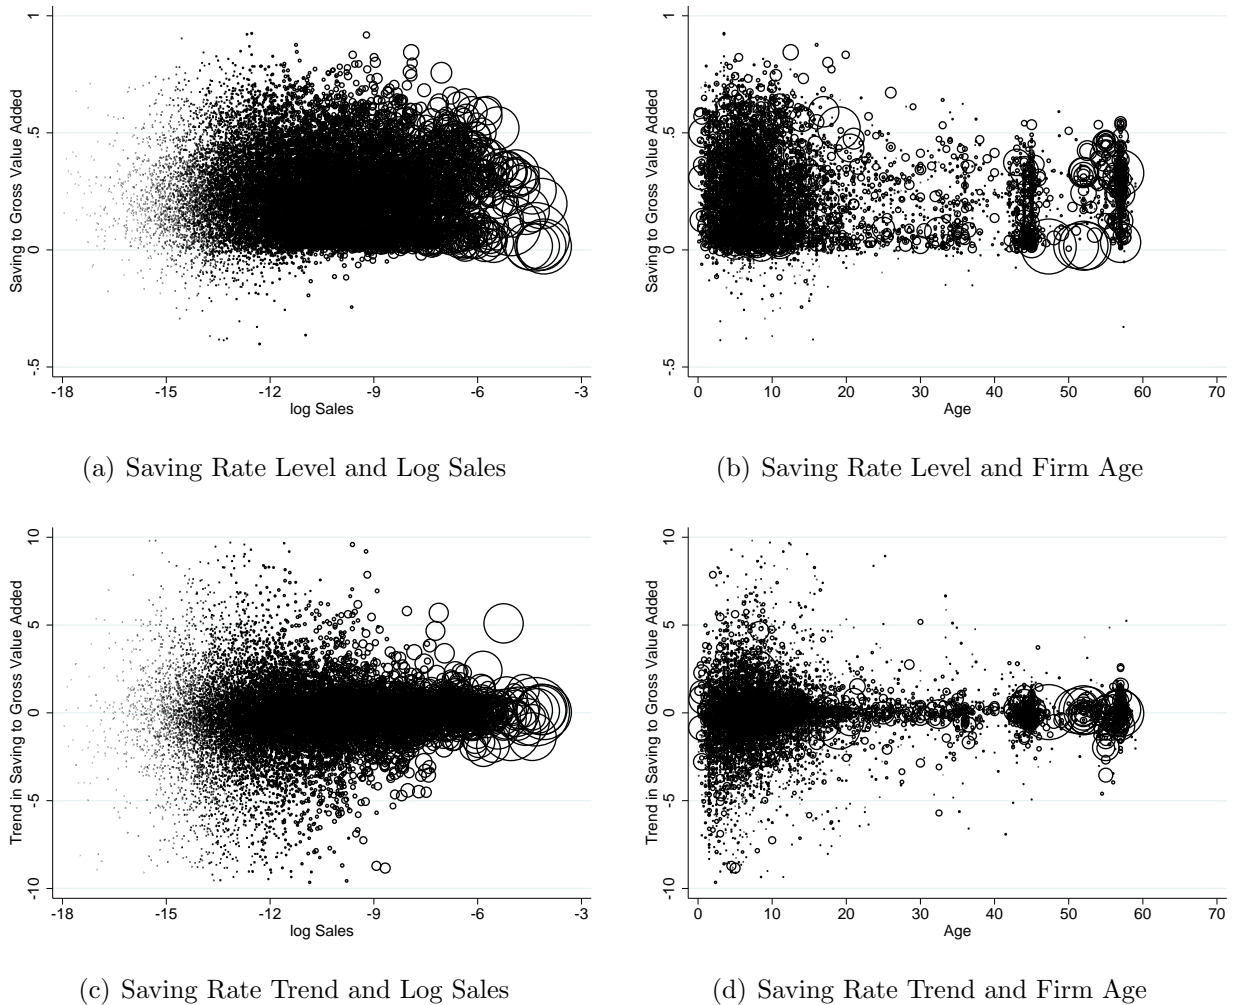 Saving to Gross Value Added
1
.5
0
-.5
-18 -15 -12 -9 -6 -3
log Sales
(a) Saving Rate Level and Log Sales
Saving to Gross Value Added
1
.5
0
-.5
0 10 20 30 40 50 60 70
Age
(b) Saving Rate Level and Firm Age
Trend in Saving to Gross Value Added
10
5
0
-5
-10
-18 -15 -12 -9 -6 -3
log Sales
(c) Saving Rate Trend and Log Sales
Trend in Saving to Gross Value Added
10
5
0
-5
-10
0 10 20 30 40 50 60 70
Age
(d) Saving Rate Trend and Firm Age